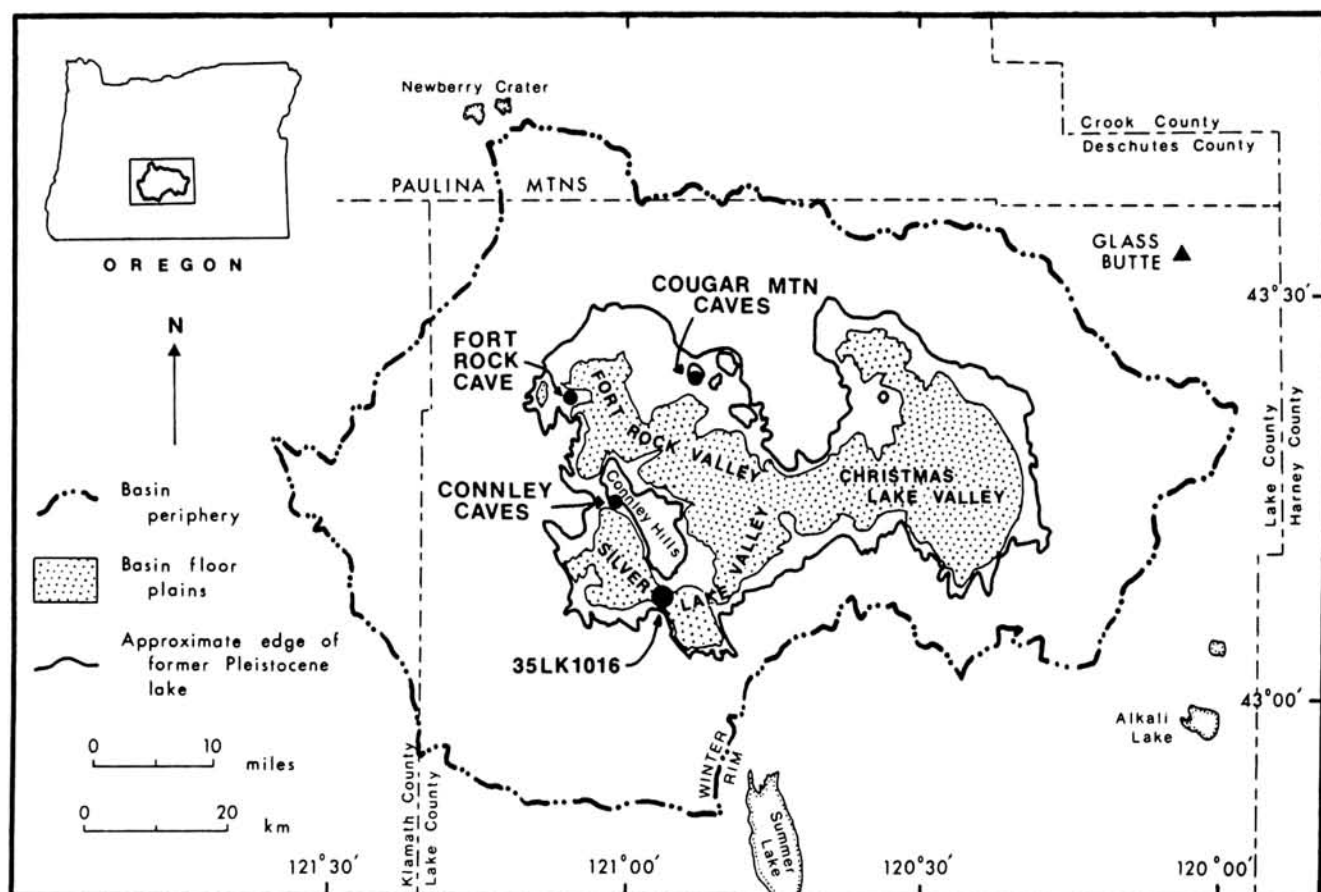 Newberry Crater
Crook County
Deschutes County
PAULINA MTNS
OREGON
GLASS
BUTTE
43°30'
COUGAR MTN
CAVES
N
FORT
ROCK
CAVE
FORT ROCK VALLEY
CHRISTMAS
LAKE VALLEY
Lake County
Harney County
CONNLEY
CAVES
Connley Hills
SILVER LAKE VALLEY
Basin
periphery
Basin floor
plains
Approximate edge of
former Pleistocene
lake
35LK1016
43°00'
Alkali
Lake
WINTER
RIM
Summer
Lake
0 10
miles
0 20
km
Klamath County
Lake County
121°30'
121°00'
120°30'
120°00'